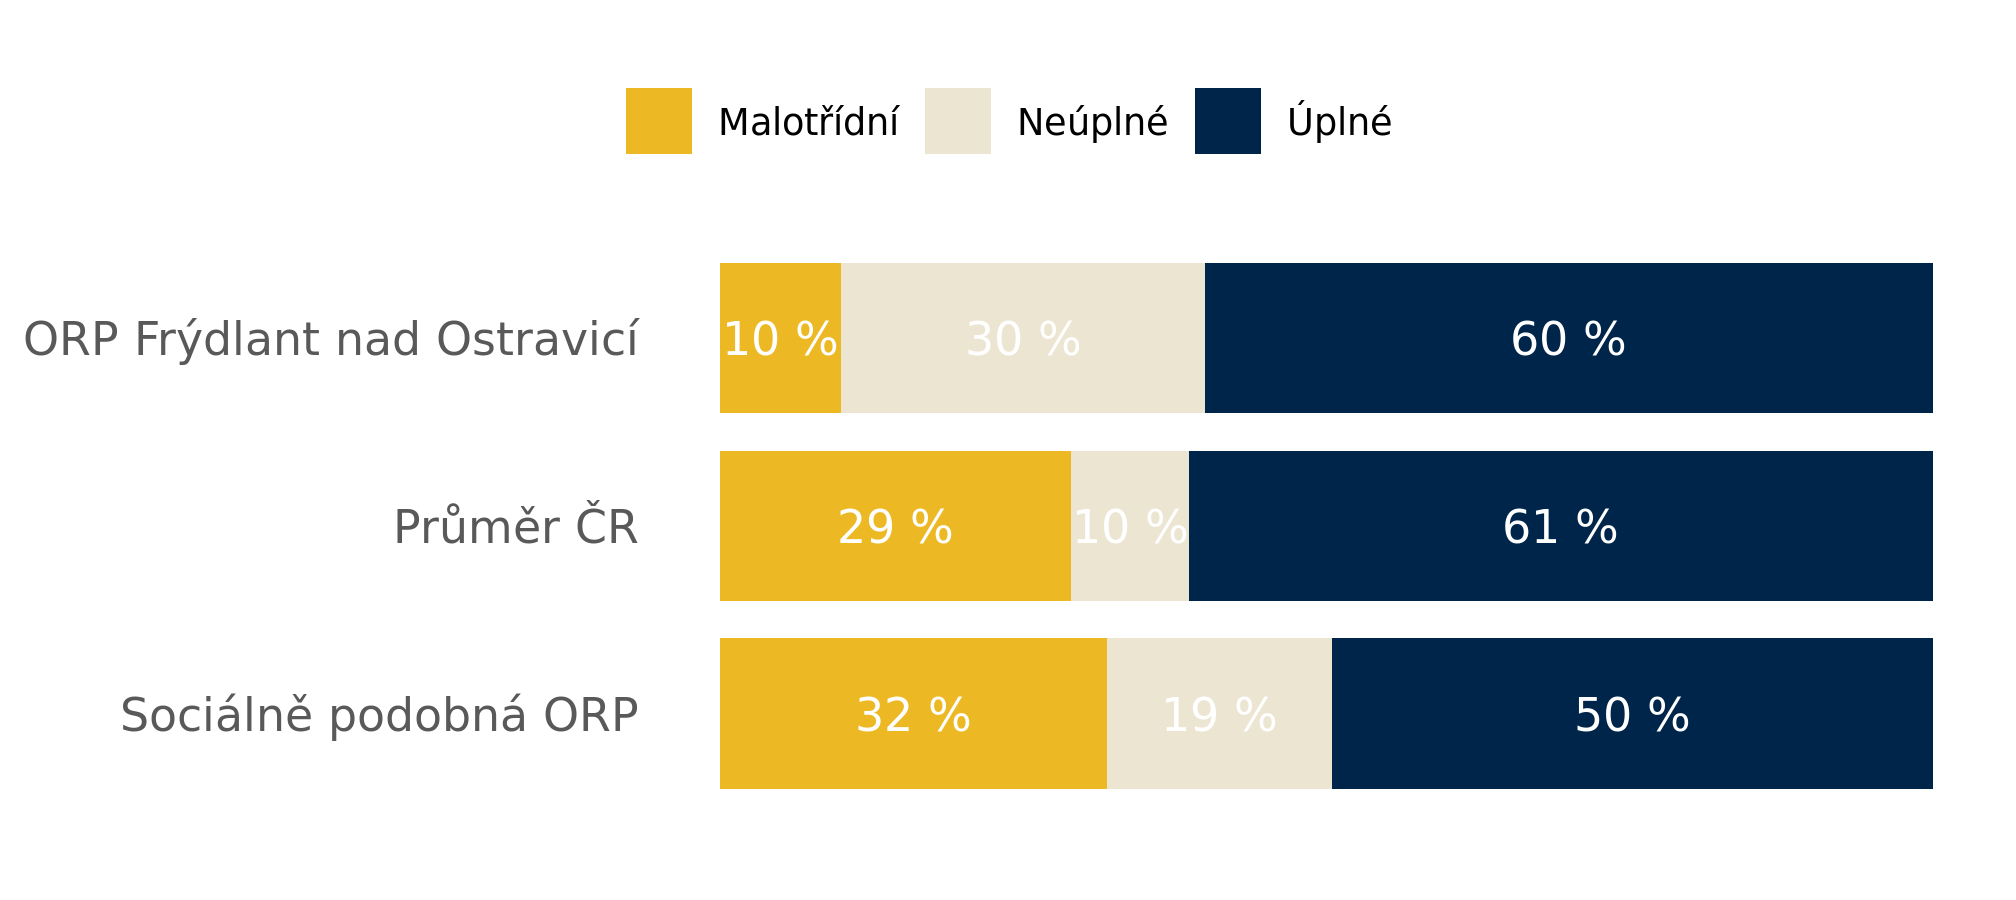 Malotřídní Neúplné Úplné
ORP Frýdlant nad Ostravicí 10 % 30 % 60 %
Průměr ČR 29 % 10 % 61 %
Sociálně podobná ORP 32 % 19 % 50 %